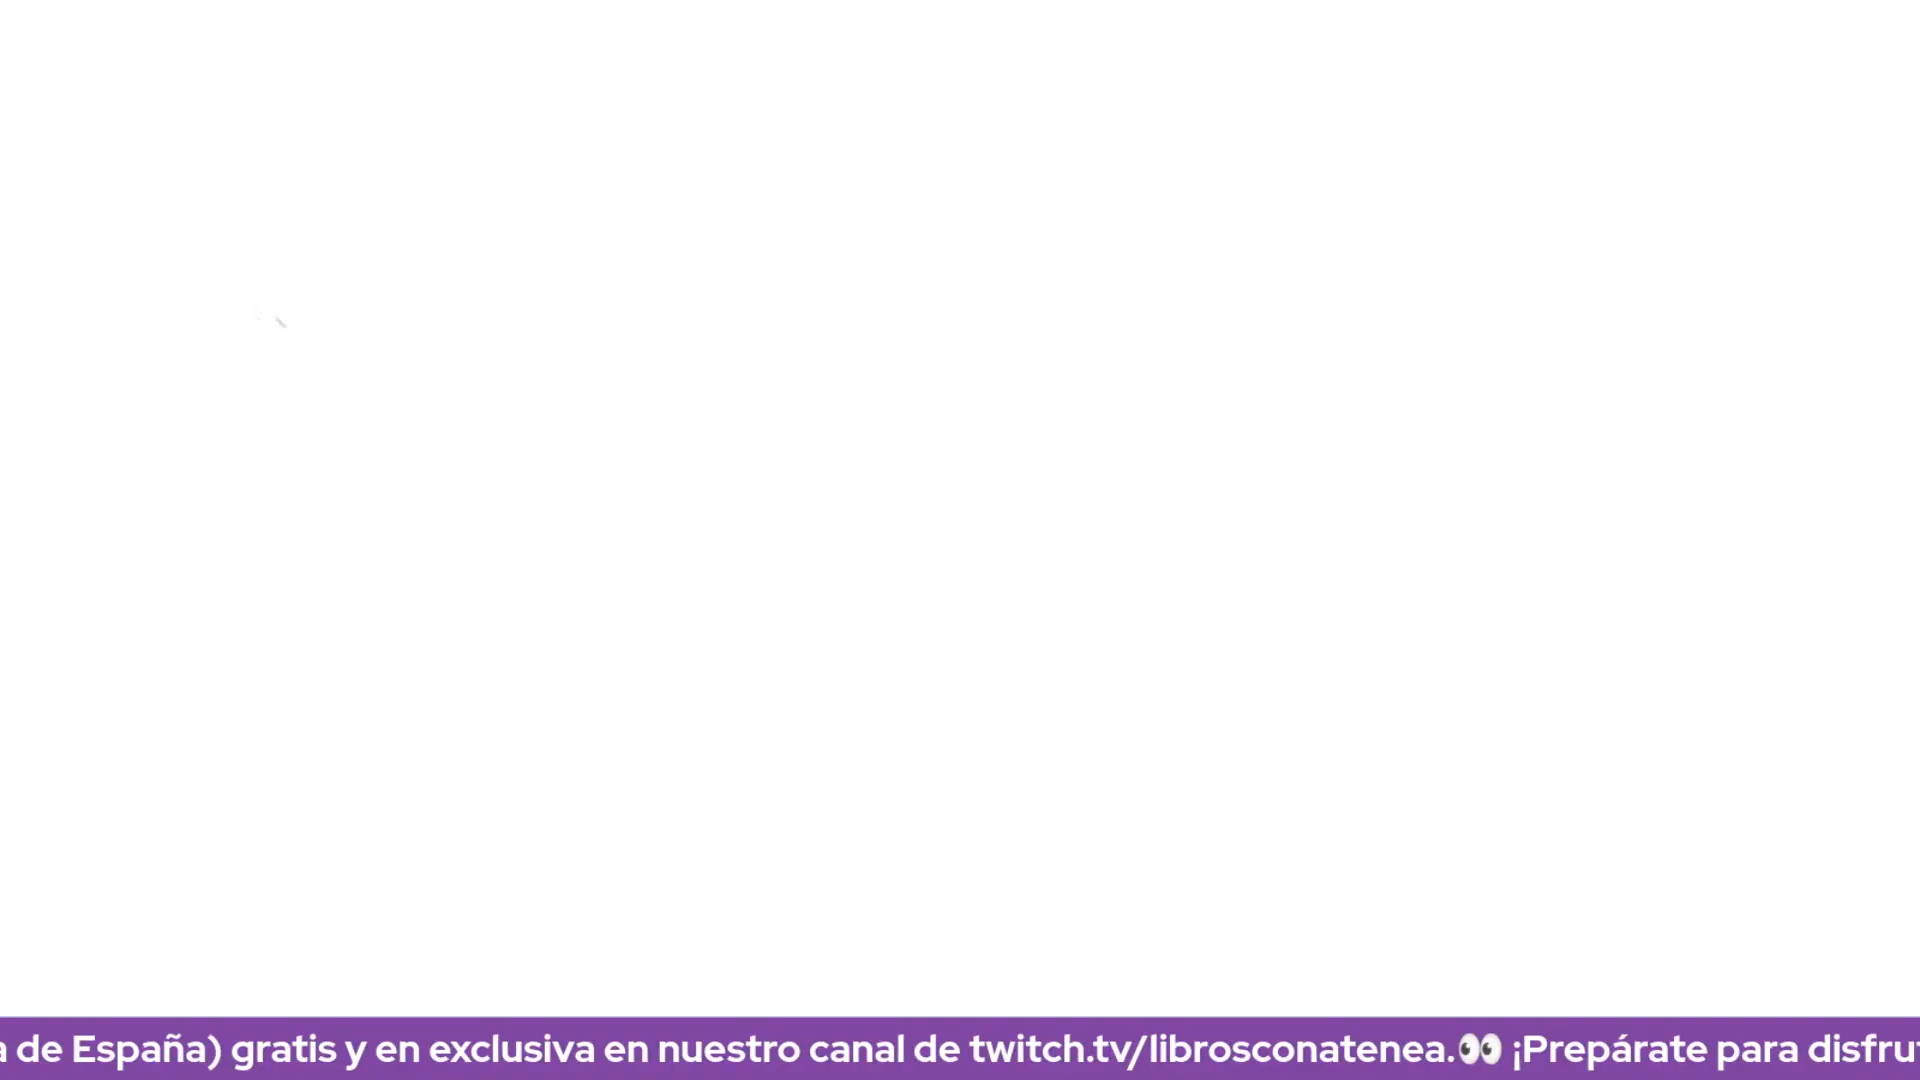 a de España) gratis y en exclusiva en nuestro canal de twitch.tv/librosconatenea.👀 ¡Prepárate para disfru